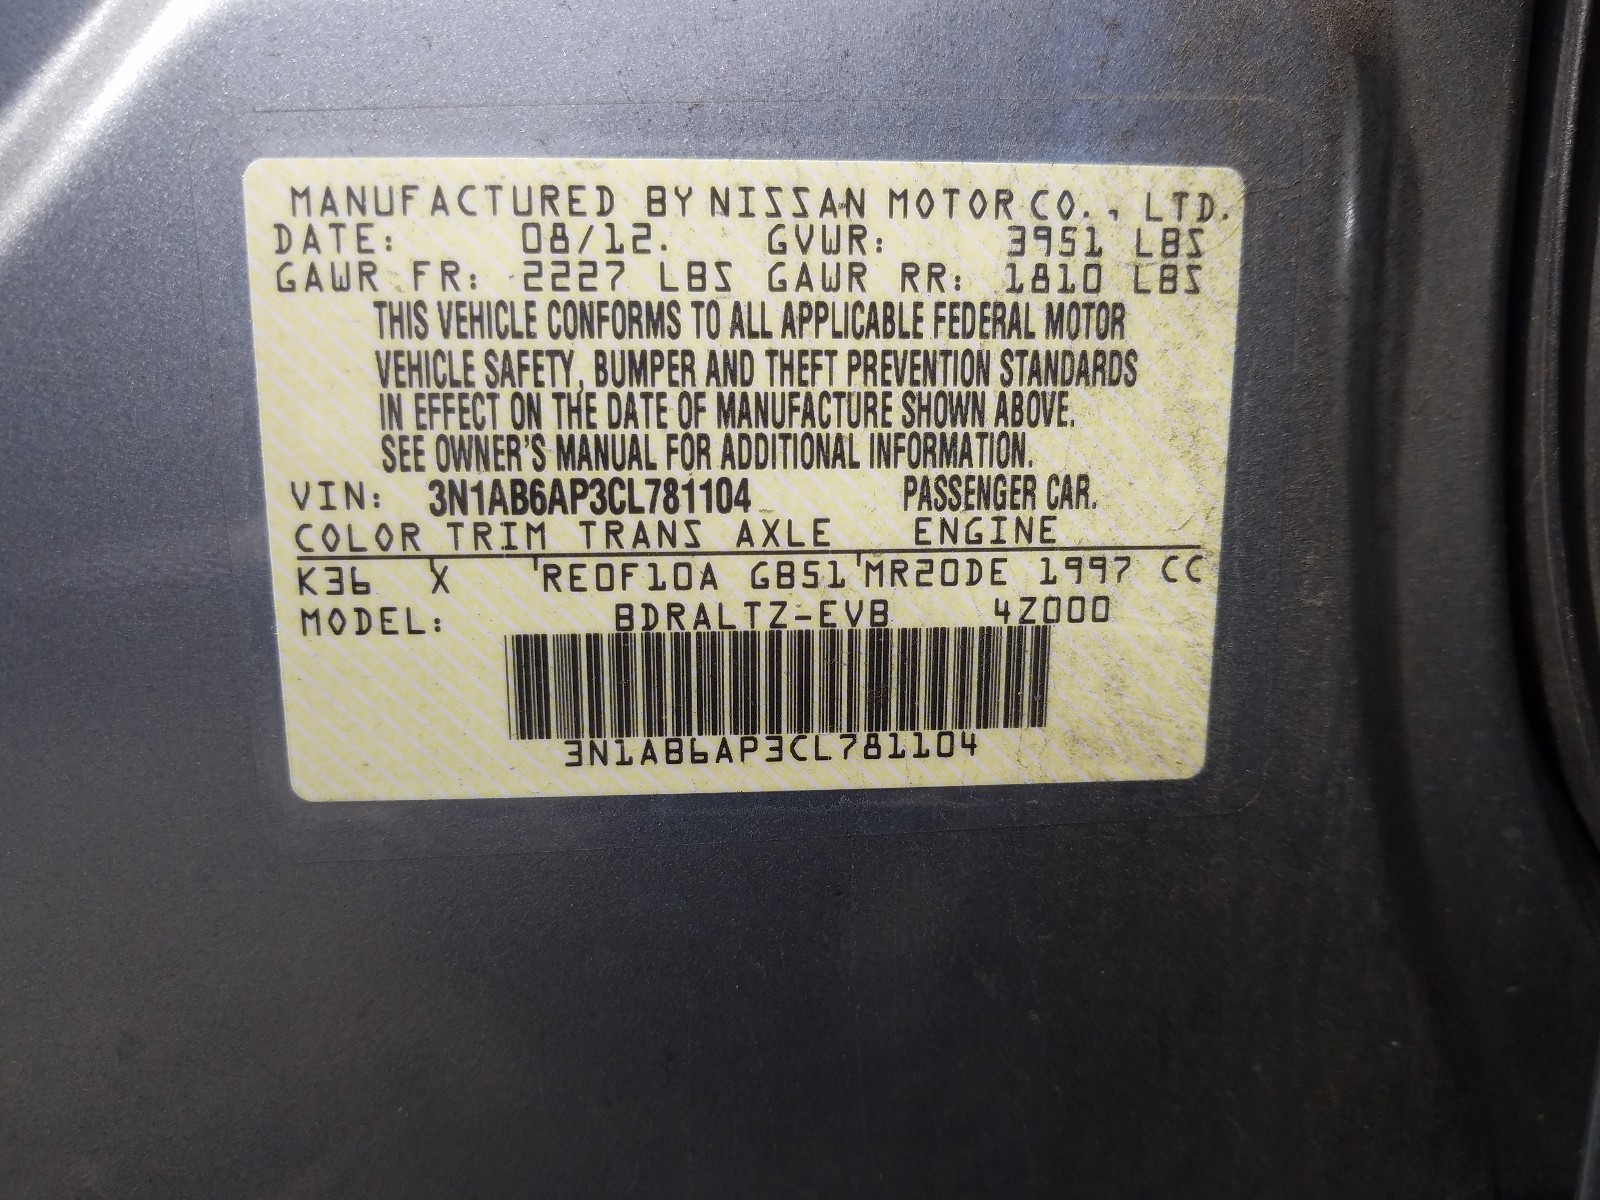 MANUFACTURED BY NISSAN MOTOR CO., LTD.
DATE: 08/12. GVWR: 3951 LBS
GAWR FR: 2227 LBS GAWR RR: 1810 LBS
THIS VEHICLE CONFORMS TO ALL APPLICABLE FEDERAL MOTOR
VEHICLE SAFETY, BUMPER AND THEFT PREVENTION STANDARDS
IN EFFECT ON THE DATE OF MANUFACTURE SHOWN ABOVE.
SEE OWNER'S MANUAL FOR ADDITIONAL INFORMATION.
VIN: 3N1AB6AP3CL781104 PASSENGER CAR.
COLOR TRIM TRANS AXLE ENGINE
K36 X RE0F10A GB51 MR20DE 1997 CC
MODEL: BDRALTZ-EVB 4Z000
3N1AB6AP3CL781104